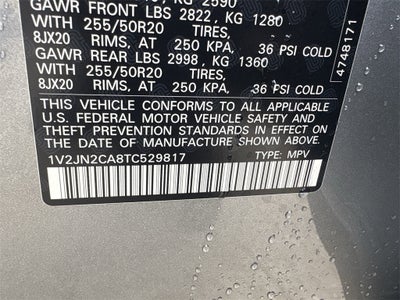 KG 2590
GAWR FRONT LBS 2822, KG 1280
WITH 255/50R20 TIRES,
8JX20 RIMS, AT 250 KPA, 36 PSI COLD
GAWR REAR LBS 2998, KG 1360
WITH 255/50R20 TIRES,
8JX20 RIMS, AT 250 KPA, 36 PSI COLD
THIS VEHICLE CONFORMS TO ALL APPLICABLE
U.S. FEDERAL MOTOR VEHICLE SAFETY AND
THEFT PREVENTION STANDARDS IN EFFECT ON
THE DATE OF MANUFACTURE SHOWN ABOVE.
1V2JN2CA8TC529817 TYPE: MPV
4748171